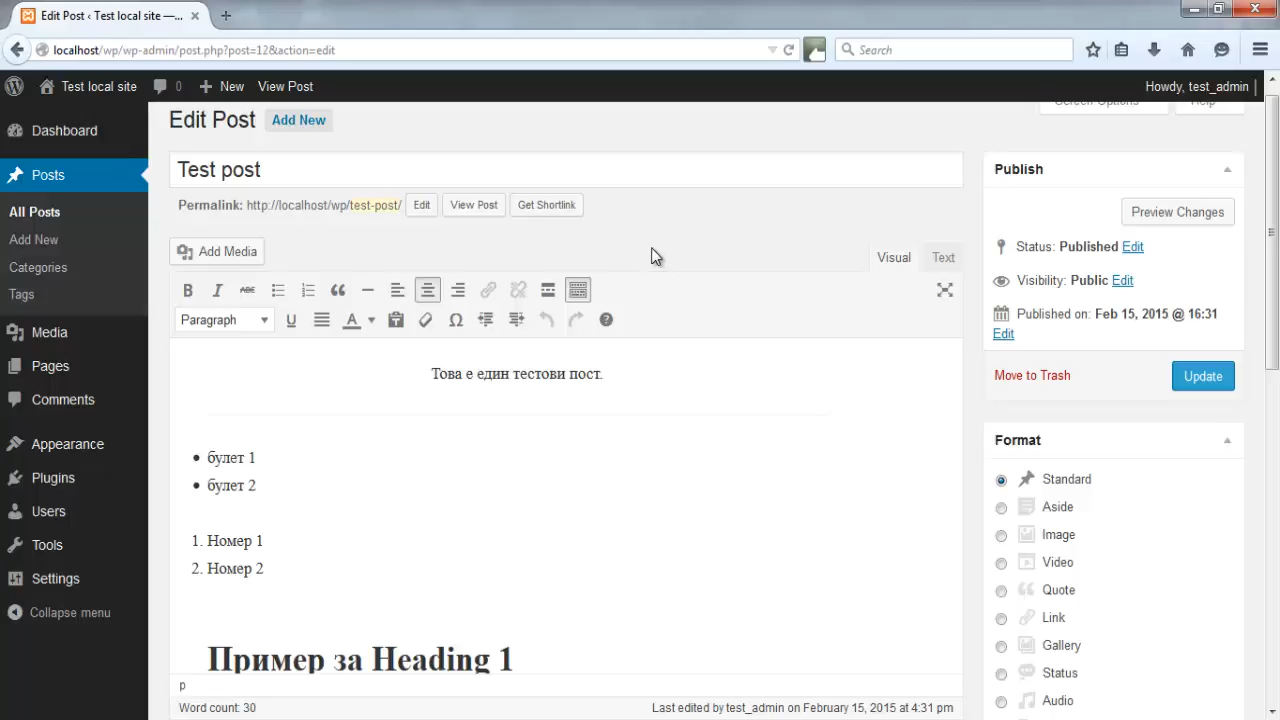 Edit Post ‹ Test local site —...
localhost/wp/wp-admin/post.php?post=12&action=edit
Search
Test local site
0
New
View Post
Howdy, test_admin
Screen Options
Help
Dashboard
Posts
All Posts
Add New
Categories
Tags
Media
Pages
Comments
Appearance
Plugins
Users
Tools
Settings
Collapse menu
Edit Post
Add New
Test post
Permalink: http://localhost/wp/test-post/
Edit
View Post
Get Shortlink
Add Media
Visual
Text
B
I
ABC
Paragraph
U
A
Ω
Това е един тестови пост.
• булет 1
• булет 2
1. Номер 1
2. Номер 2
Пример за Heading 1
p
Word count: 30
Last edited by test_admin on February 15, 2015 at 4:31 pm
Publish
Preview Changes
Status: Published Edit
Visibility: Public Edit
Published on: Feb 15, 2015 @ 16:31
Edit
Move to Trash
Update
Format
Standard
Aside
Image
Video
Quote
Link
Gallery
Status
Audio